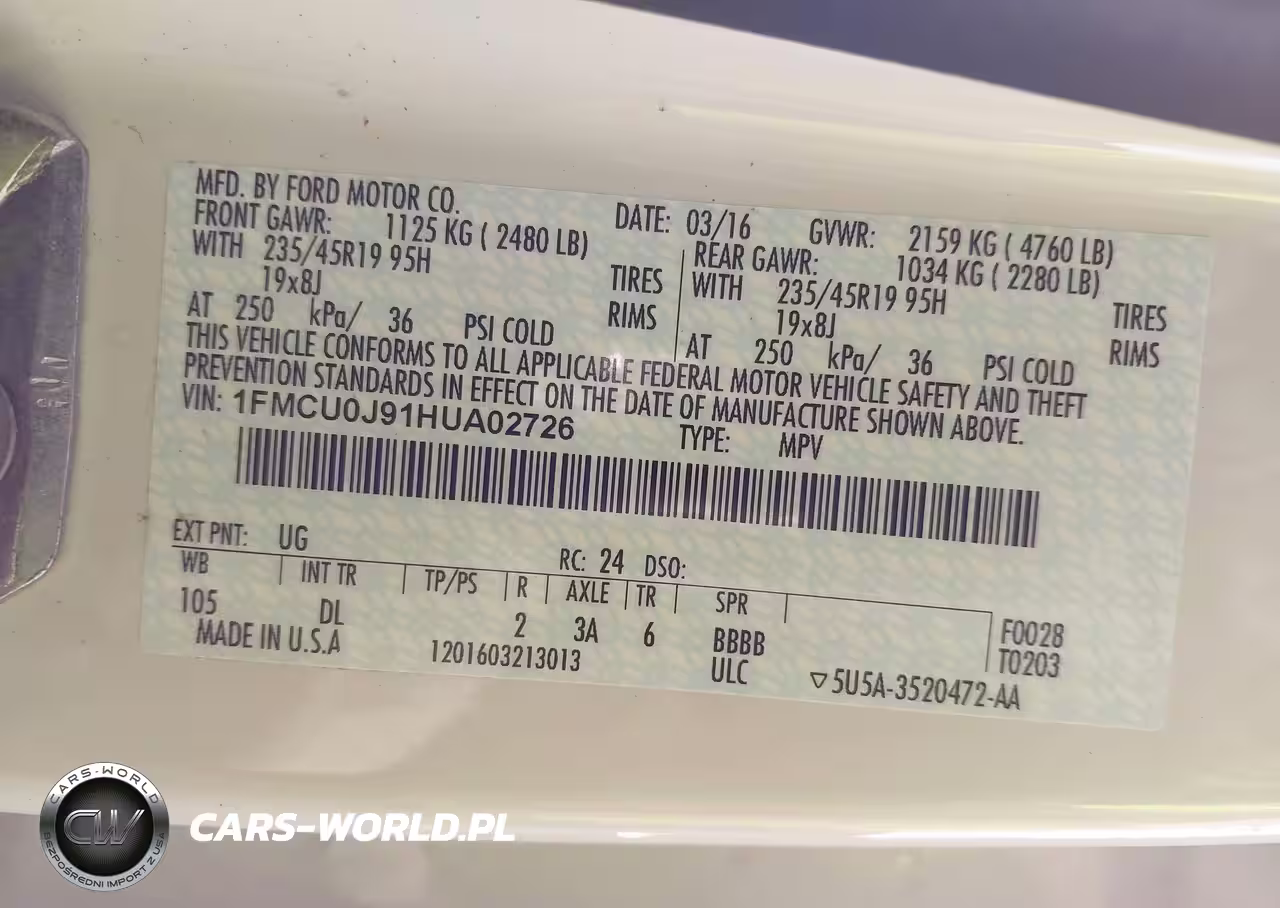 MFD. BY FORD MOTOR CO.
DATE: 03/16 GVWR: 2159 KG ( 4760 LB)
FRONT GAWR: 1125 KG ( 2480 LB)
WITH 235/45R19 95H TIRES
19x8J RIMS
AT 250 kPa/ 36 PSI COLD
REAR GAWR: 1034 KG ( 2280 LB)
WITH 235/45R19 95H TIRES
19x8J RIMS
AT 250 kPa/ 36 PSI COLD
THIS VEHICLE CONFORMS TO ALL APPLICABLE FEDERAL MOTOR VEHICLE SAFETY AND THEFT
PREVENTION STANDARDS IN EFFECT ON THE DATE OF MANUFACTURE SHOWN ABOVE.
VIN: 1FMCU0J91HUA02726 TYPE: MPV
EXT PNT: UG RC: 24 DSO:
WB INT TR TP/PS R AXLE TR SPR
105 DL 2 3A 6 BBBB F0028
MADE IN U.S.A 1201603213013 ULC T0203
▽5U5A-3520472-AA
CARS-WORLD
CW
BEZPOŚREDNI IMPORT Z USA
CARS-WORLD.PL